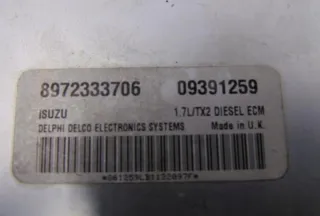 8972333706 09391259
ISUZU 1.7L/TX2 DIESEL ECM
DELPHI DELCO ELECTRONICS SYSTEMS Made in U.K.